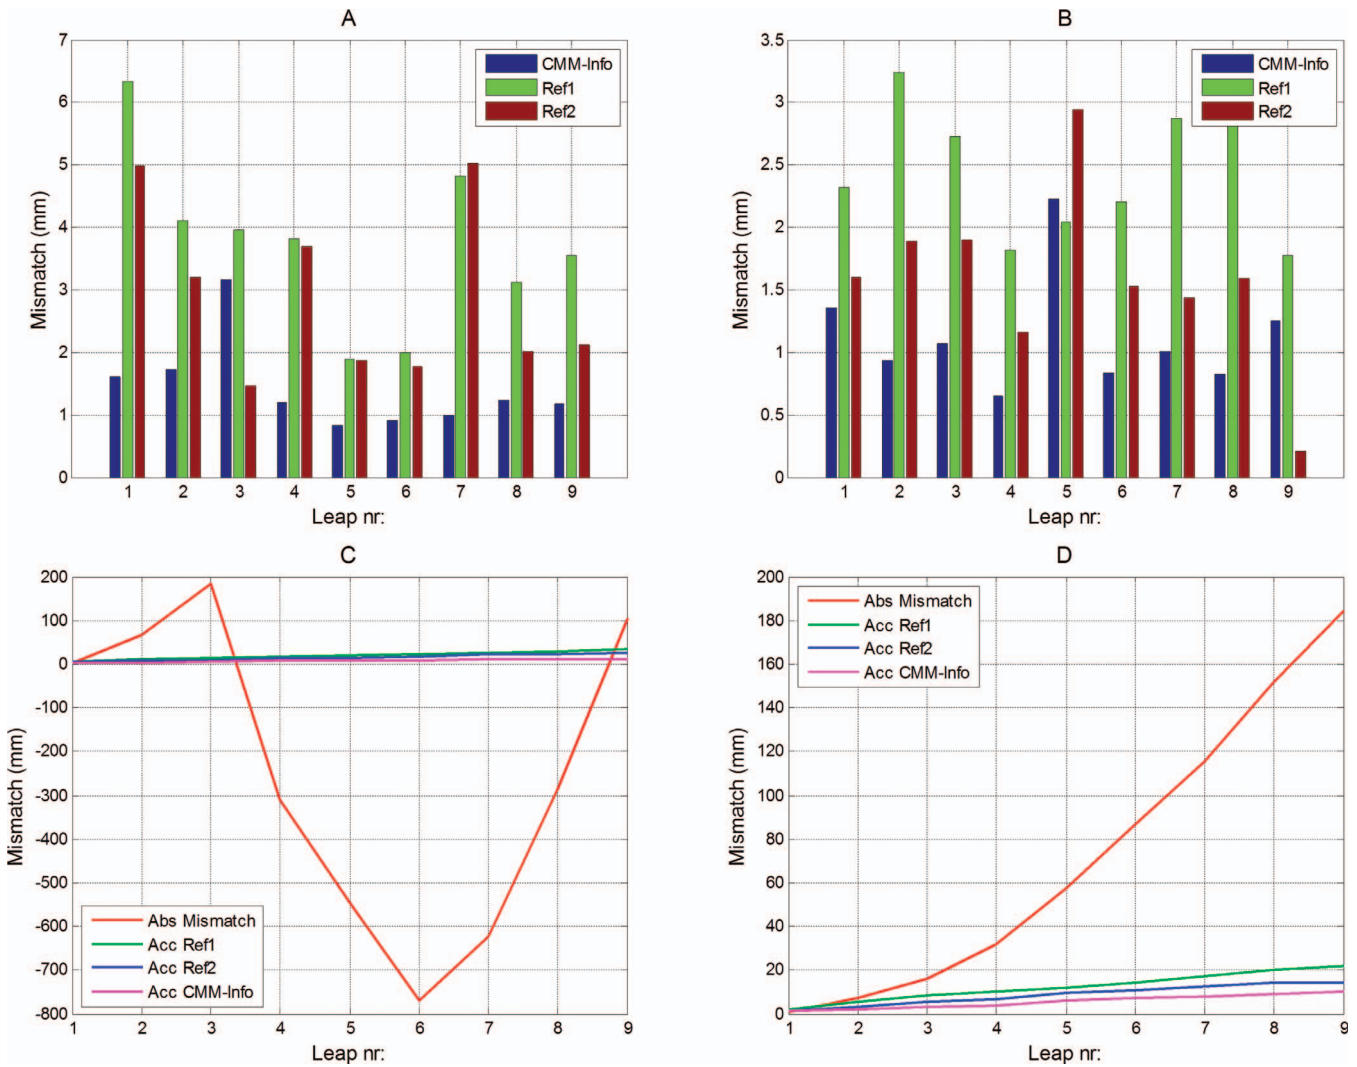 A
7
6
5
4
3
2
1
0
Mismatch (mm)
CMM-Info
Ref1
Ref2
1 2 3 4 5 6 7 8 9
Leap nr:
B
3.5
3
2.5
2
1.5
1
0.5
0
Mismatch (mm)
CMM-Info
Ref1
Ref2
1 2 3 4 5 6 7 8 9
Leap nr:
C
200
100
0
-100
-200
-300
-400
-500
-600
-700
-800
Mismatch (mm)
Abs Mismatch
Acc Ref1
Acc Ref2
Acc CMM-Info
1 2 3 4 5 6 7 8 9
Leap nr:
D
200
180
160
140
120
100
80
60
40
20
0
Mismatch (mm)
Abs Mismatch
Acc Ref1
Acc Ref2
Acc CMM-Info
1 2 3 4 5 6 7 8 9
Leap nr: